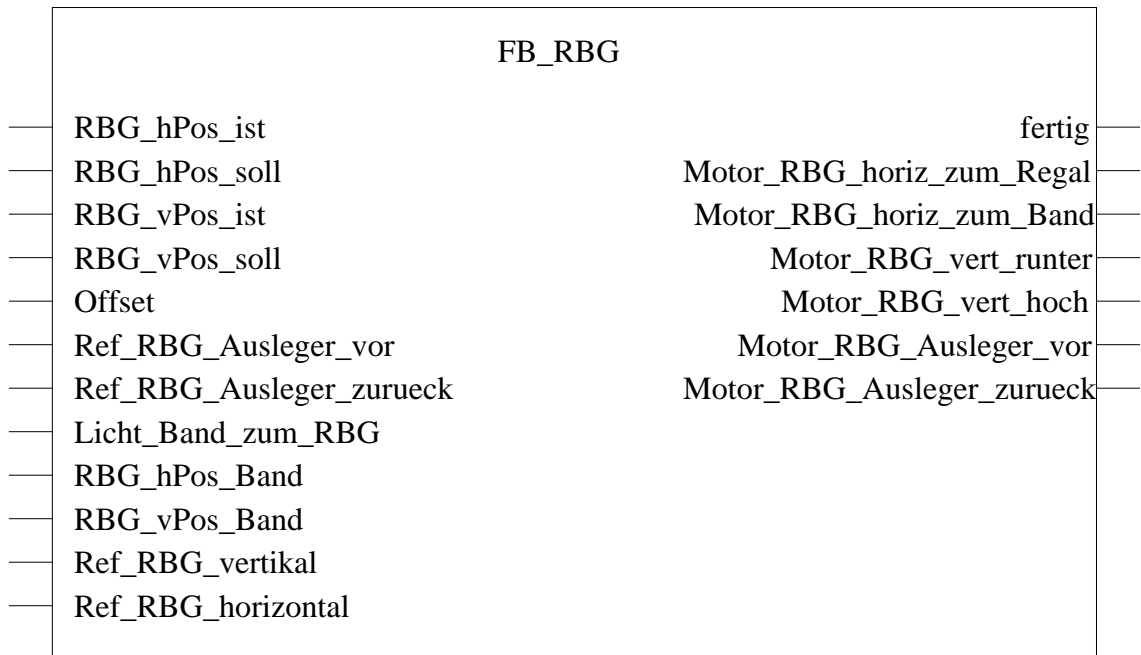 FB_RBG
RBG_hPos_ist
fertig
RBG_hPos_soll
Motor_RBG_horiz_zum_Regal
RBG_vPos_ist
Motor_RBG_horiz_zum_Band
RBG_vPos_soll
Motor_RBG_vert_runter
Offset
Motor_RBG_vert_hoch
Ref_RBG_Ausleger_vor
Motor_RBG_Ausleger_vor
Ref_RBG_Ausleger_zurueck
Motor_RBG_Ausleger_zurueck
Licht_Band_zum_RBG
RBG_hPos_Band
RBG_vPos_Band
Ref_RBG_vertikal
Ref_RBG_horizontal